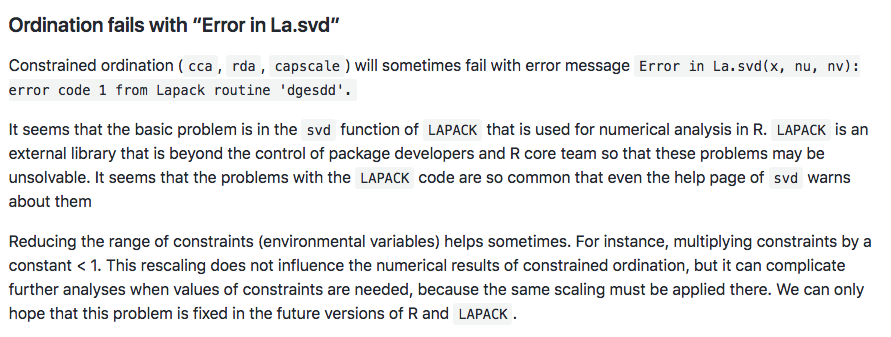 Ordination fails with “Error in La.svd”
Constrained ordination ( cca , rda , capscale ) will sometimes fail with error message Error in La.svd(x, nu, nv):
error code 1 from Lapack routine 'dgesdd'.
It seems that the basic problem is in the svd function of LAPACK that is used for numerical analysis in R. LAPACK is an
external library that is beyond the control of package developers and R core team so that these problems may be
unsolvable. It seems that the problems with the LAPACK code are so common that even the help page of svd warns
about them
Reducing the range of constraints (environmental variables) helps sometimes. For instance, multiplying constraints by a
constant < 1. This rescaling does not influence the numerical results of constrained ordination, but it can complicate
further analyses when values of constraints are needed, because the same scaling must be applied there. We can only
hope that this problem is fixed in the future versions of R and LAPACK .